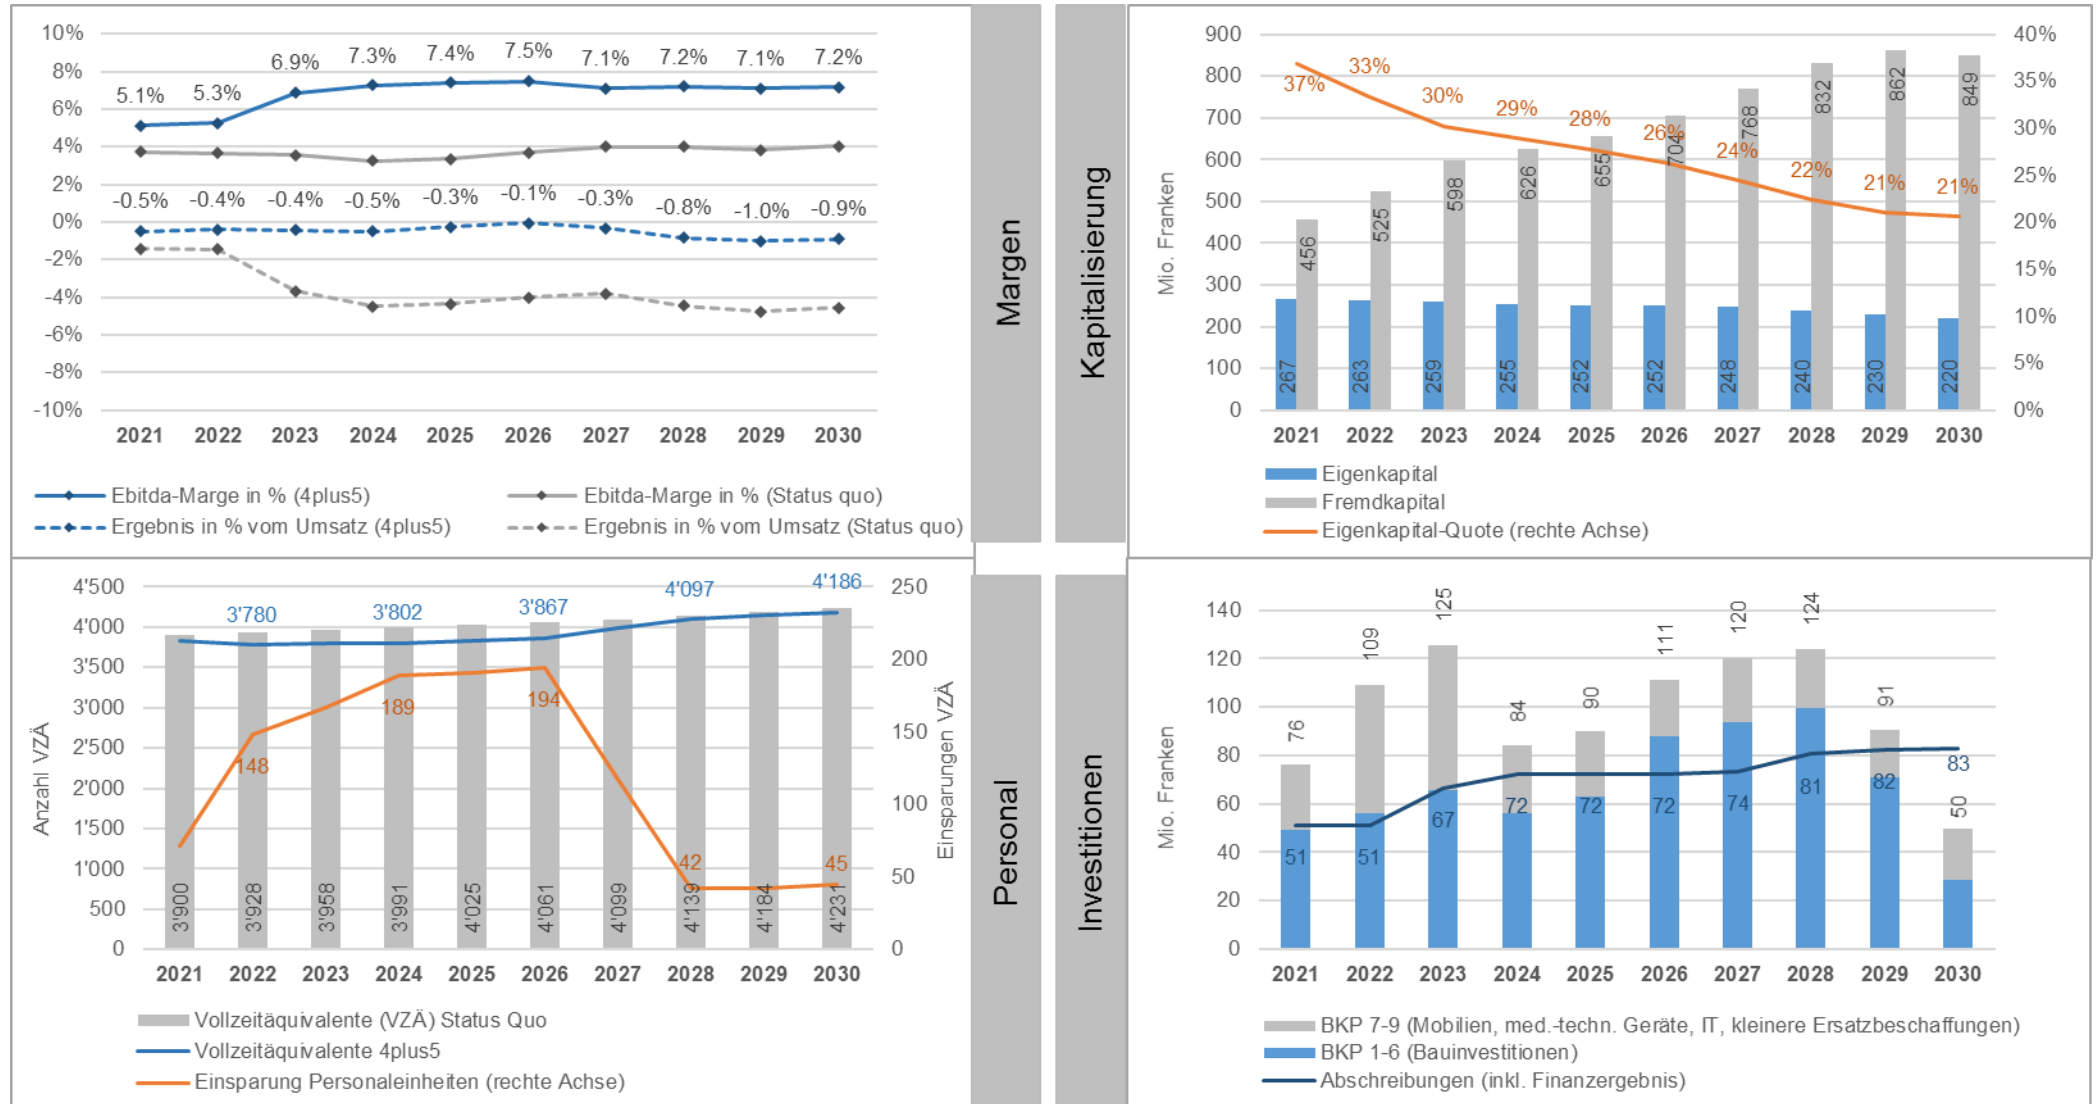 10%
8%
6%
4%
2%
0%
-2%
-4%
-6%
-8%
-10%
5.1% 5.3% 6.9% 7.3% 7.4% 7.5% 7.1% 7.2% 7.1% 7.2%
-0.5% -0.4% -0.4% -0.5% -0.3% -0.1% -0.3% -0.8% -1.0% -0.9%
2021 2022 2023 2024 2025 2026 2027 2028 2029 2030
Ebitda-Marge in % (4plus5) Ebitda-Marge in % (Status quo)
Ergebnis in % vom Umsatz (4plus5) Ergebnis in % vom Umsatz (Status quo)
Margen
Kapitalisierung
Mio. Franken
900
800
700
600
500
400
300
200
100
0
40%
35%
30%
25%
20%
15%
10%
5%
0%
37% 33% 30% 29% 28% 26% 24% 22% 21% 21%
456 525 598 626 655 704 768 832 862 849
267 263 259 255 252 252 248 240 230 220
2021 2022 2023 2024 2025 2026 2027 2028 2029 2030
Eigenkapital
Fremdkapital
Eigenkapital-Quote (rechte Achse)
Anzahl VZÄ
4'500
4'000
3'500
3'000
2'500
2'000
1'500
1'000
500
0
Einsparungen VZÄ
250
200
150
100
50
0
3'780 3'802 3'867 4'097 4'186
148 189 194 42 45
3'900 3'928 3'958 3'991 4'025 4'061 4'099 4'139 4'184 4'231
2021 2022 2023 2024 2025 2026 2027 2028 2029 2030
Vollzeitäquivalente (VZÄ) Status Quo
Vollzeitäquivalente 4plus5
Einsparung Personaleinheiten (rechte Achse)
Personal
Investitionen
Mio. Franken
140
120
100
80
60
40
20
0
76 109 125 84 90 111 120 124 91 50
51 51 67 72 72 72 74 81 82 83
2021 2022 2023 2024 2025 2026 2027 2028 2029 2030
BKP 7-9 (Mobilien, med.-techn. Geräte, IT, kleinere Ersatzbeschaffungen)
BKP 1-6 (Bauinvestitionen)
Abschreibungen (inkl. Finanzergebnis)